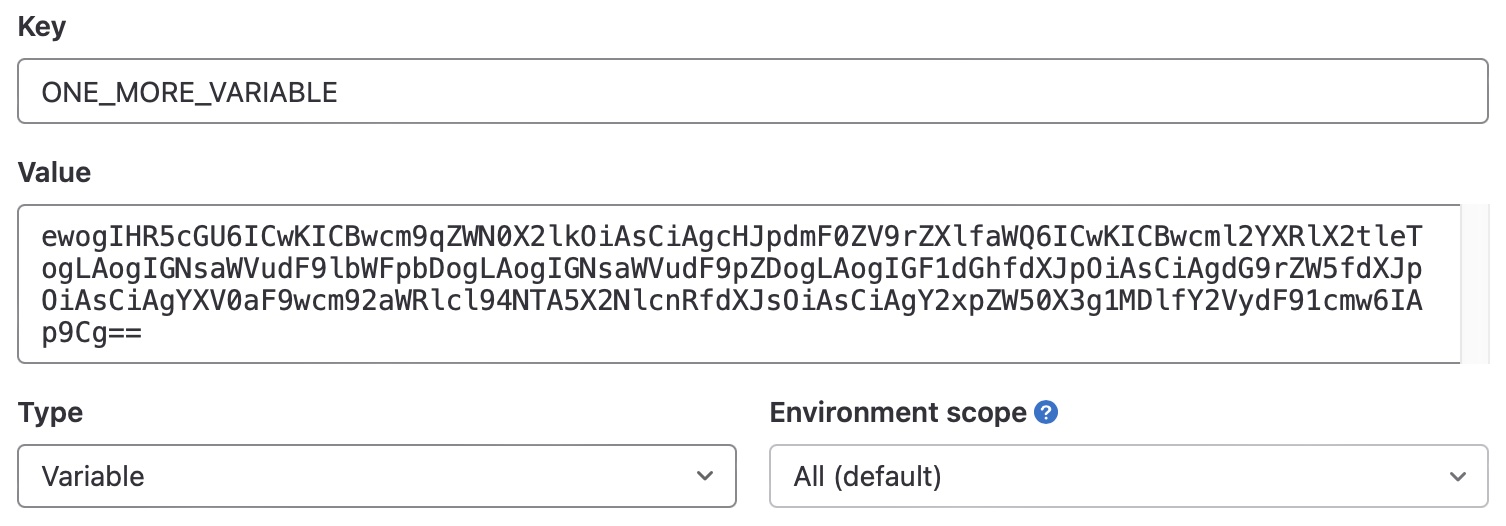 Key
ONE_MORE_VARIABLE
Value
ewogIHR5cGU6ICwKICBwcm9qZWN0X2lkOiAsCiAgcHJpdmF0ZV9rZXlfaWQ6ICwKICBwcml2YXRlX2tleT
ogLAogIGNsaWVudF9lbWFpbDogLAogIGNsaWVudF9pZDogLAogIGF1dGhfdXJpOiAsCiAgdG9rZW5fdXJp
OiAsCiAgYXV0aF9wcm92aWRlcl94NTA5X2NlcnRfdXJsOiAsCiAgY2xpZW50X3g1MDlfY2VydF91cmw6IA
p9Cg==
Type
Environment scope ?
Variable
All (default)